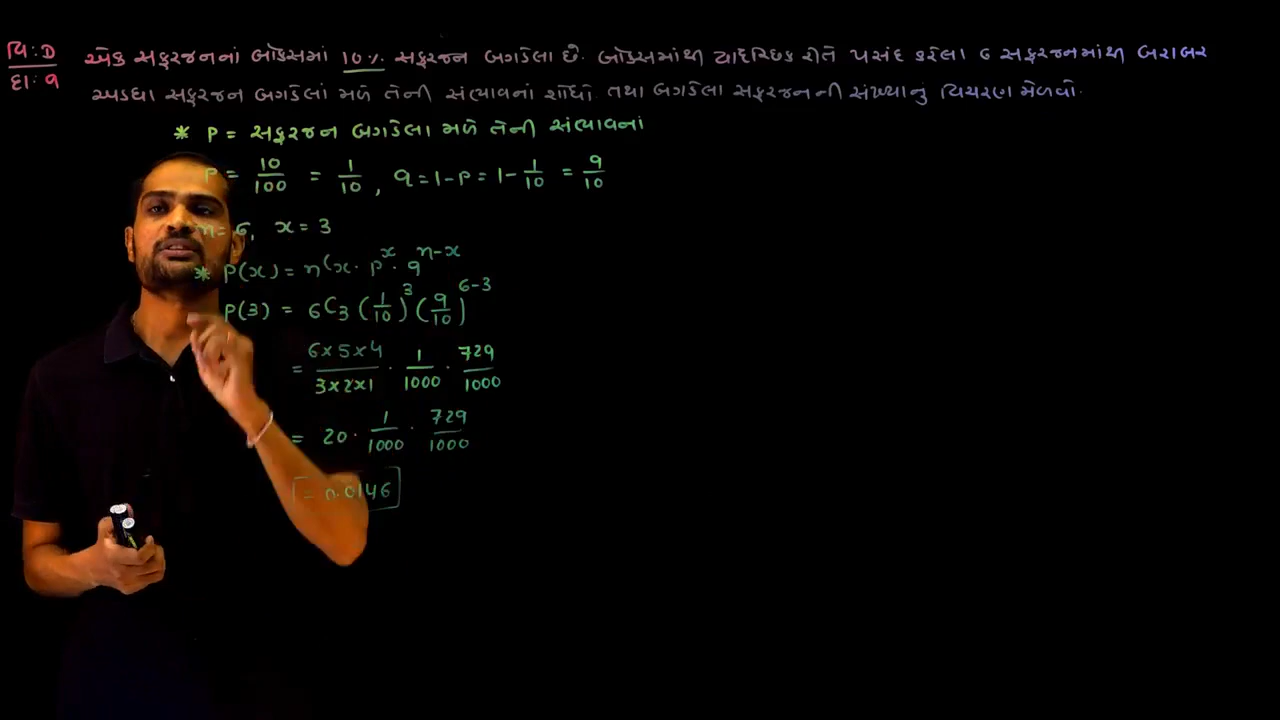 વિ:D એક સફરજનનાં બોક્સમાં 10% સફરજન બગડેલા છે. બોક્સમાંથી યાદચ્છિક રીતે પસંદ કરેલા 6 સફરજનમાંથી બરાબર
દા:૧ અડધા સફરજન બગડેલાં મળે તેની સંભાવનાં શોધો. તથા બગડેલા સફરજનની સંખ્યાનું વિચરણ મેળવો.
* P = સફરજન બગડેલા મળે તેની સંભાવનાં
P = 10/100 = 1/10 , q = 1-P = 1 - 1/10 = 9/10
n = 6, x = 3
* P(x) = nCx · p^x · q^(n-x)
P(3) = 6C3 (1/10)^3 (9/10)^(6-3)
= (6×5×4)/(3×2×1) · 1/1000 · 729/1000
= 20 · 1/1000 · 729/1000
= 0.0146